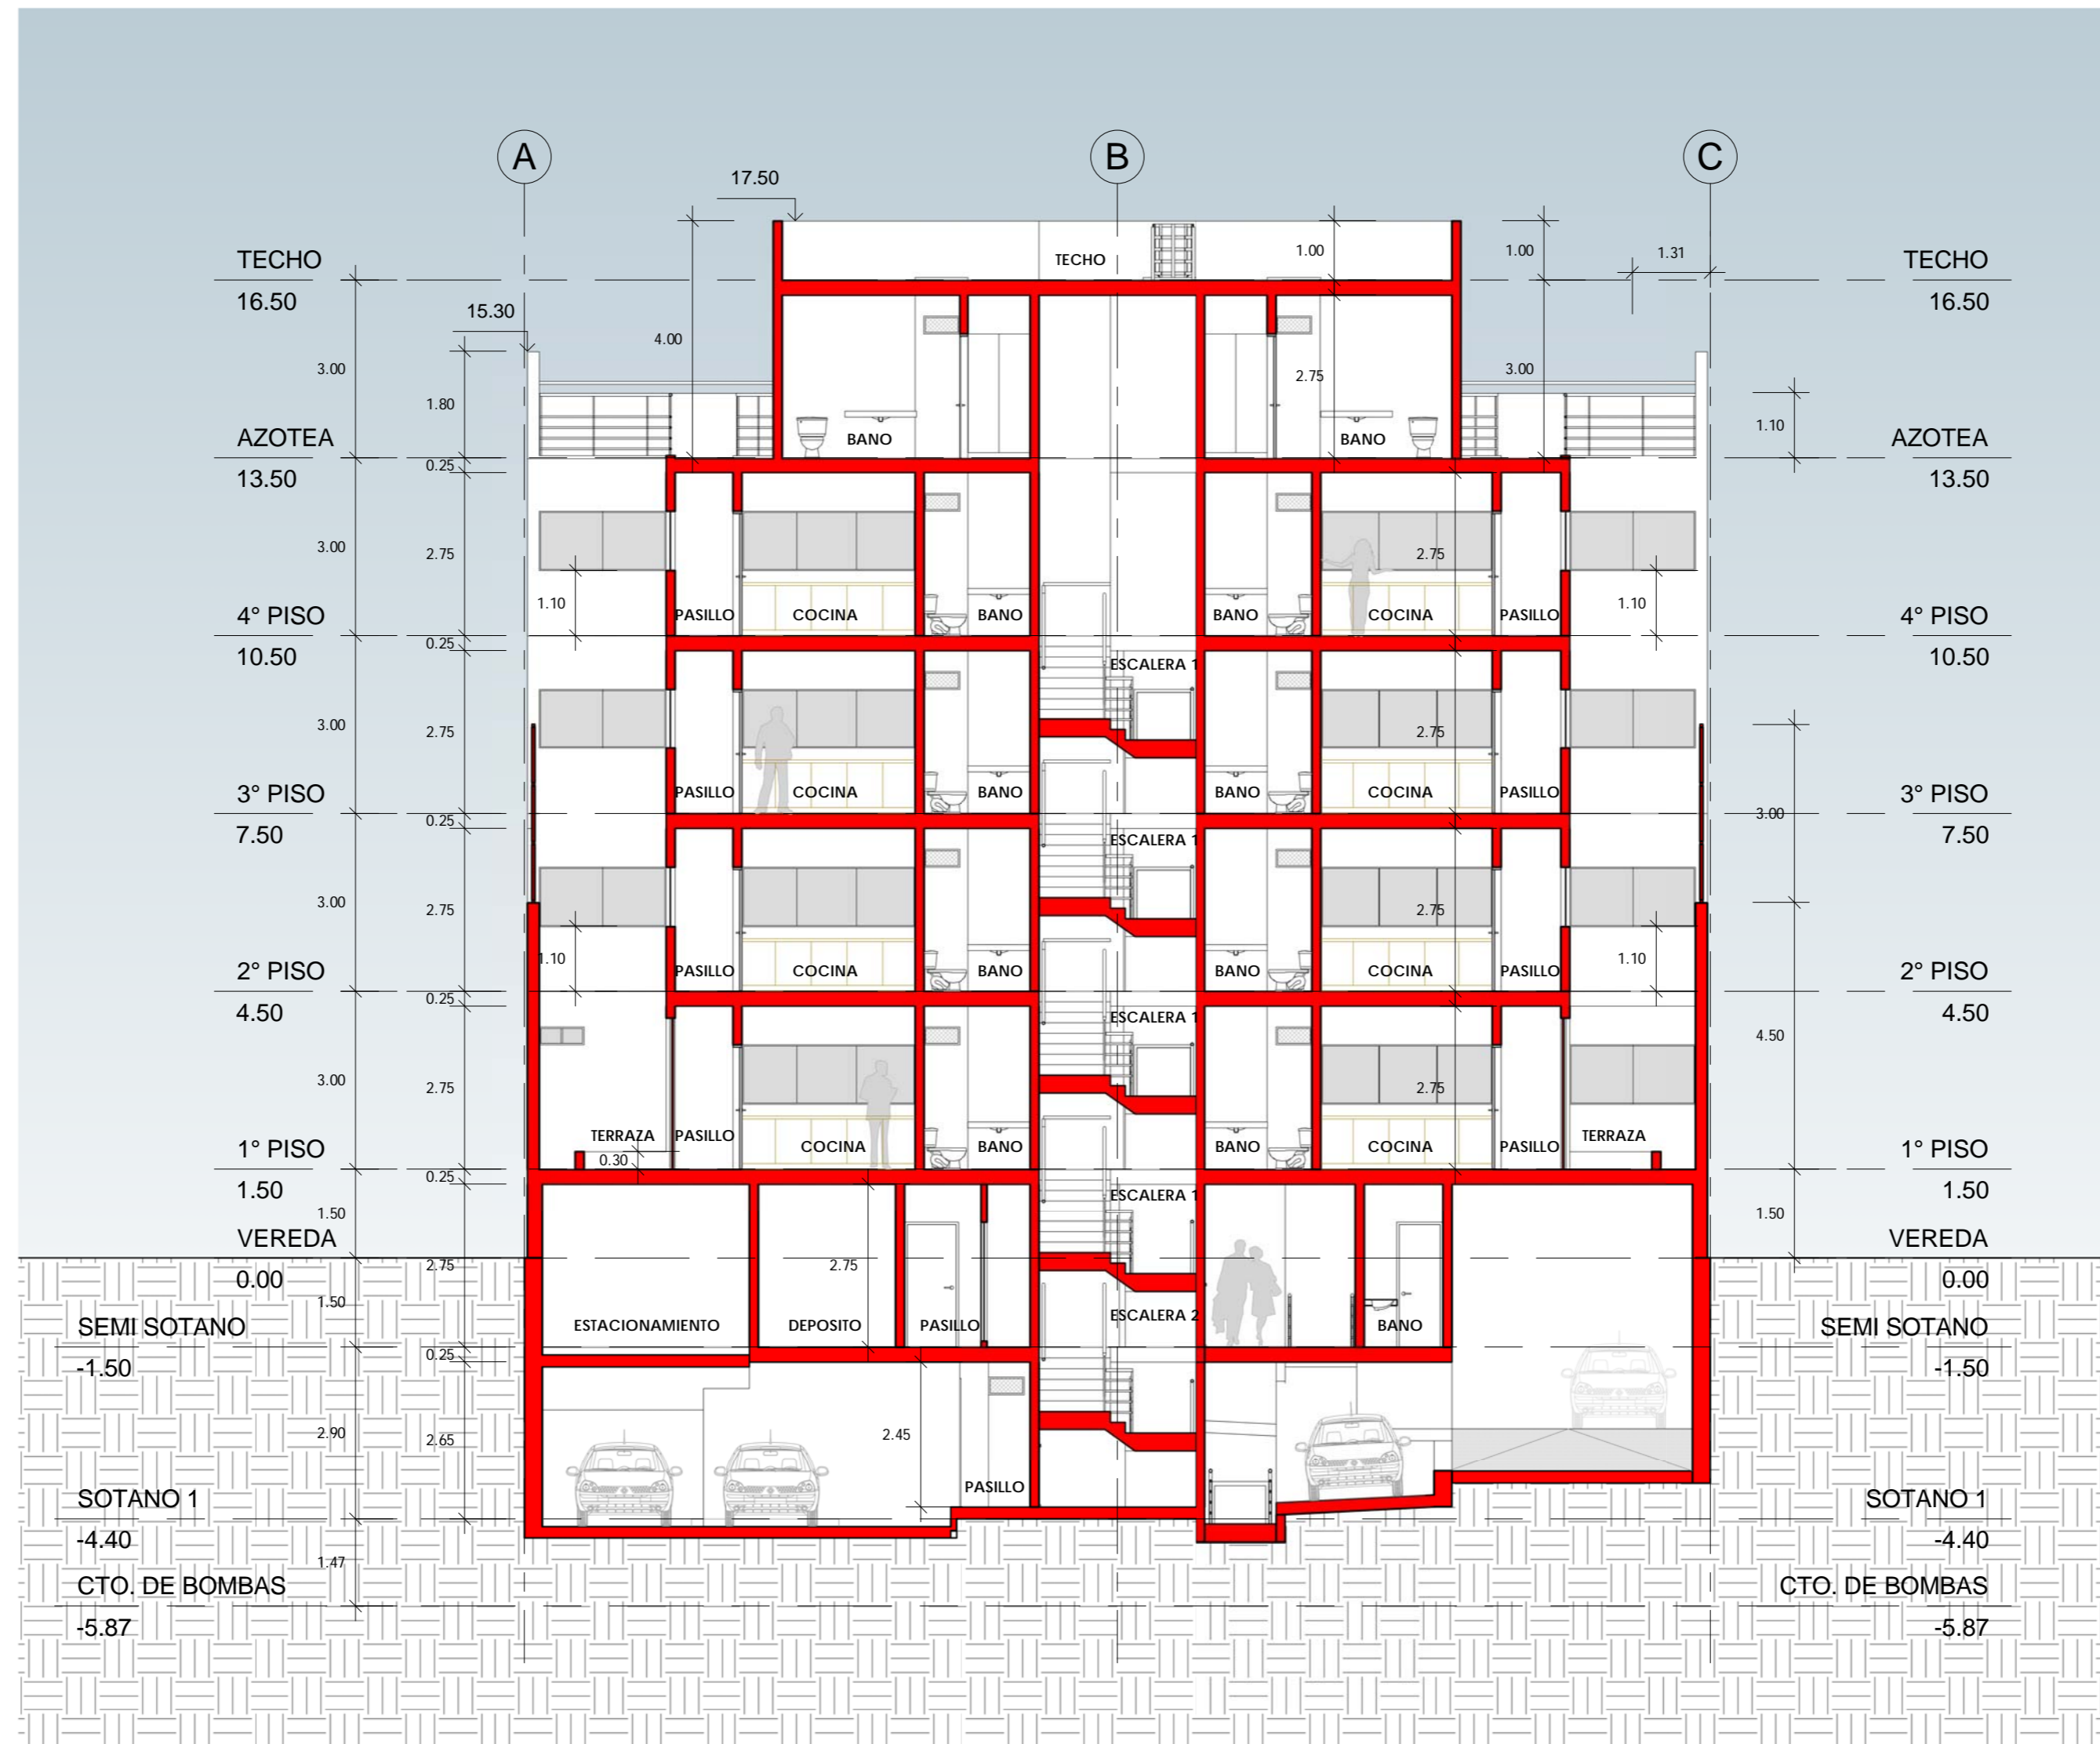 A B C
17.50
TECHO 1.00 1.00 1.31
TECHO TECHO
16.50 16.50
15.30
4.00
3.00 2.75 3.00
1.80
BANO BANO 1.10
AZOTEA AZOTEA
0.25
13.50 13.50
3.00 2.75 2.75
1.10 1.10
4° PISO PASILLO COCINA BANO BANO COCINA PASILLO 4° PISO
0.25
10.50 ESCALERA 1 10.50
3.00 2.75 2.75
3° PISO PASILLO COCINA BANO BANO COCINA PASILLO 3° PISO
0.25 3.00
7.50 ESCALERA 1 7.50
3.00 2.75 2.75
1.10 1.10
2° PISO PASILLO COCINA BANO BANO COCINA PASILLO 2° PISO
0.25
4.50 ESCALERA 1 4.50
4.50
3.00 2.75 2.75
TERRAZA PASILLO COCINA BANO BANO COCINA PASILLO TERRAZA
1° PISO 0.30 1° PISO
0.25
1.50 ESCALERA 1 1.50
1.50 1.50
VEREDA VEREDA
2.75 2.75
0.00 0.00
1.50
SEMI SOTANO ESTACIONAMIENTO DEPOSITO PASILLO ESCALERA 2 BANO SEMI SOTANO
0.25
-1.50 -1.50
2.90 2.65 2.45
PASILLO
SOTANO 1 SOTANO 1
-4.40 -4.40
1.47
CTO. DE BOMBAS CTO. DE BOMBAS
-5.87 -5.87